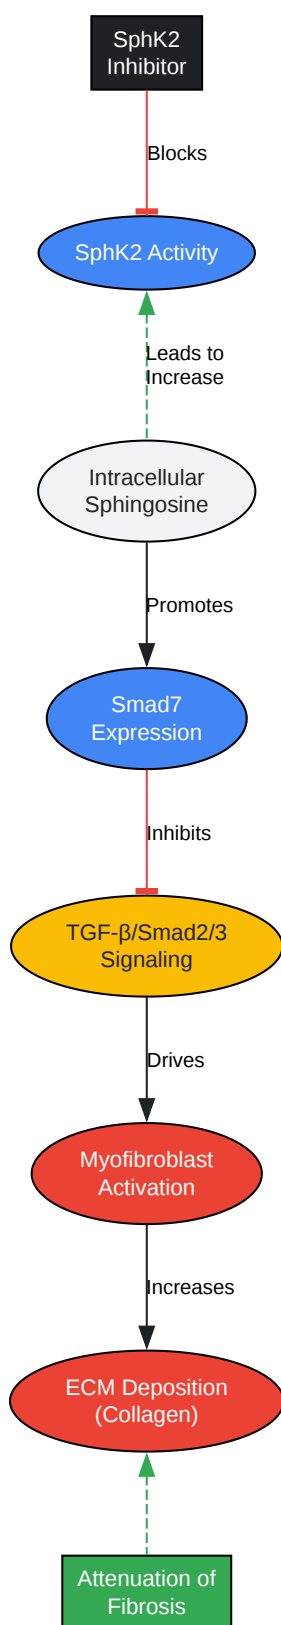 SphK2
Inhibitor
Blocks
SphK2 Activity
Leads to
Increase
Intracellular
Sphingosine
Promotes
Smad7
Expression
Inhibits
TGF-β/Smad2/3
Signaling
Drives
Myofibroblast
Activation
Increases
ECM Deposition
(Collagen)
Attenuation of
Fibrosis